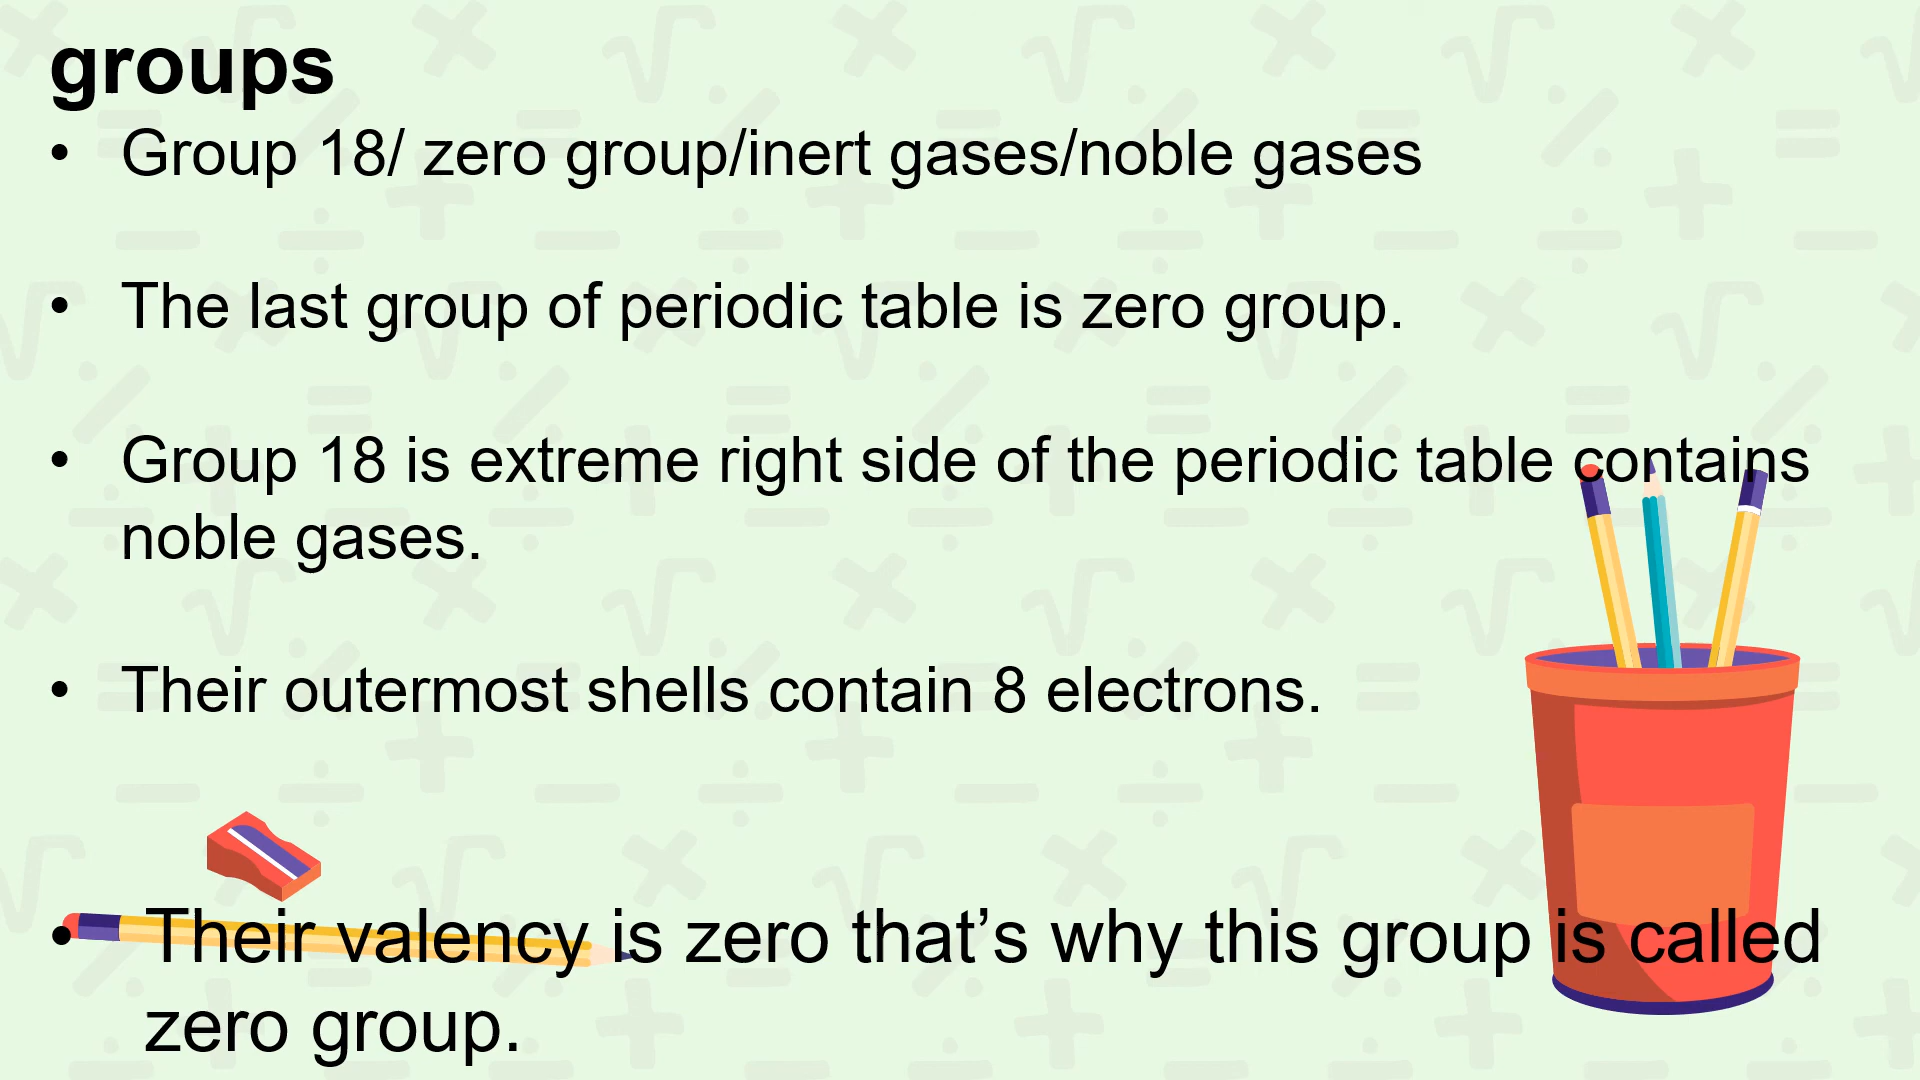 groups
• Group 18/ zero group/inert gases/noble gases
• The last group of periodic table is zero group.
• Group 18 is extreme right side of the periodic table contains
noble gases.
• Their outermost shells contain 8 electrons.
• Their valency is zero that’s why this group is called
zero group.